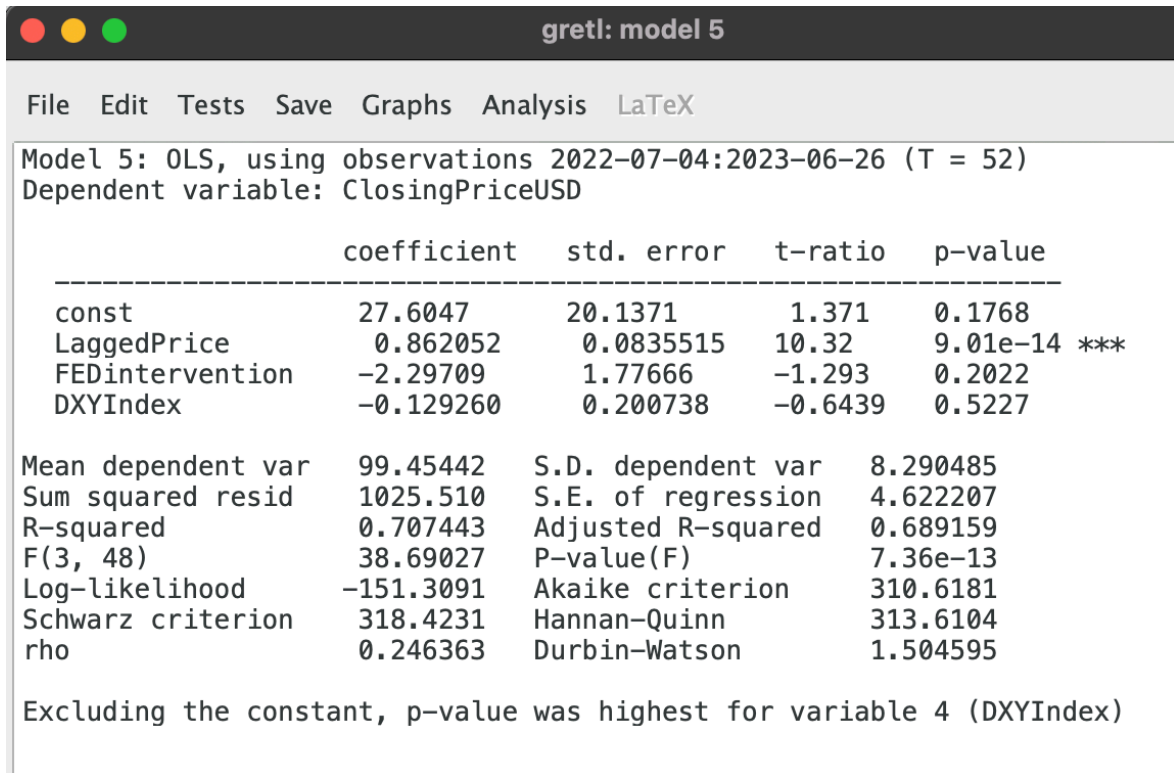 gretl: model 5
File Edit Tests Save Graphs Analysis LaTeX
Model 5: OLS, using observations 2022-07-04:2023-06-26 (T = 52)
Dependent variable: ClosingPriceUSD
coefficient std. error t-ratio p-value
const 27.6047 20.1371 1.371 0.1768
LaggedPrice 0.862052 0.0835515 10.32 9.01e-14 ***
FEDintervention -2.29709 1.77666 -1.293 0.2022
DXYIndex -0.129260 0.200738 -0.6439 0.5227
Mean dependent var 99.45442 S.D. dependent var 8.290485
Sum squared resid 1025.510 S.E. of regression 4.622207
R-squared 0.707443 Adjusted R-squared 0.689159
F(3, 48) 38.69027 P-value(F) 7.36e-13
Log-likelihood -151.3091 Akaike criterion 310.6181
Schwarz criterion 318.4231 Hannan-Quinn 313.6104
rho 0.246363 Durbin-Watson 1.504595
Excluding the constant, p-value was highest for variable 4 (DXYIndex)